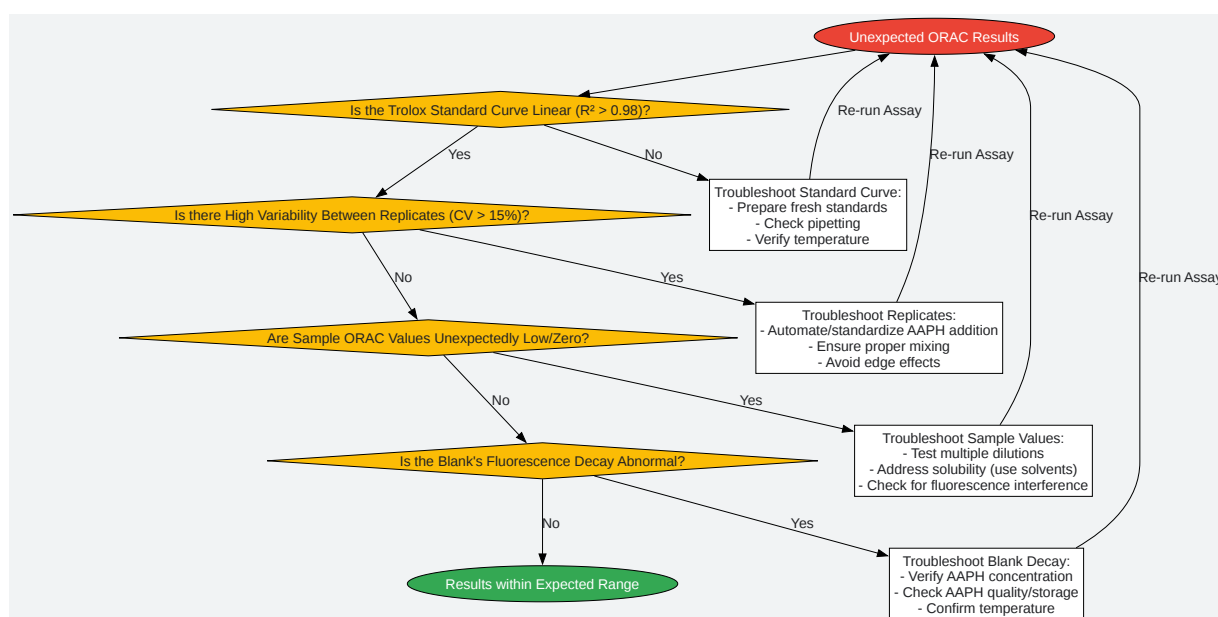 Unexpected ORAC Results
Is the Trolox Standard Curve Linear (R² > 0.98)?
Re-run Assay
Yes
No
Re-run Assay
Troubleshoot Standard Curve:
- Prepare fresh standards
- Check pipetting
- Verify temperature
Is there High Variability Between Replicates (CV > 15%)?
Re-run Assay
No
Yes
Re-run Assay
Troubleshoot Replicates:
- Automate/standardize AAPH addition
- Ensure proper mixing
- Avoid edge effects
Are Sample ORAC Values Unexpectedly Low/Zero?
No
Yes
Troubleshoot Sample Values:
- Test multiple dilutions
- Address solubility (use solvents)
- Check for fluorescence interference
Is the Blank's Fluorescence Decay Abnormal?
No
Yes
Troubleshoot Blank Decay:
- Verify AAPH concentration
- Check AAPH quality/storage
- Confirm temperature
Results within Expected Range